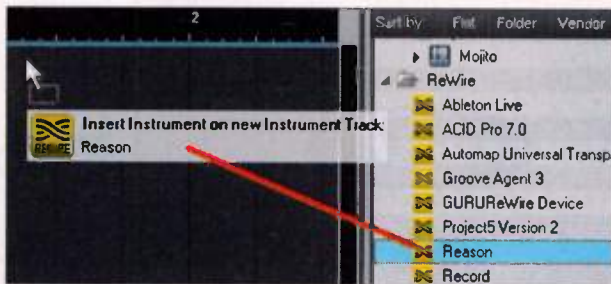 2
Sort by: Flat Folder Vendor
Mojito
ReWire
Ableton Live
ACID Pro 7.0
Automap Universal Transp
Groove Agent 3
GURUReWire Device
Project5 Version 2
Reason
Record
Insert Instrument on new Instrument Track:
REWIRE
Reason